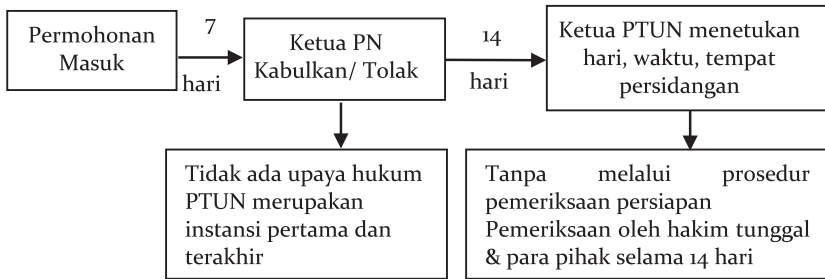 Permohonan
Masuk
7
hari
Ketua PN
Kabulkan/ Tolak
14
hari
Ketua PTUN menetukan
hari, waktu, tempat
persidangan
Tidak ada upaya hukum
PTUN merupakan
instansi pertama dan
terakhir
Tanpa melalui prosedur
pemeriksaan persiapan
Pemeriksaan oleh hakim tunggal
& para pihak selama 14 hari